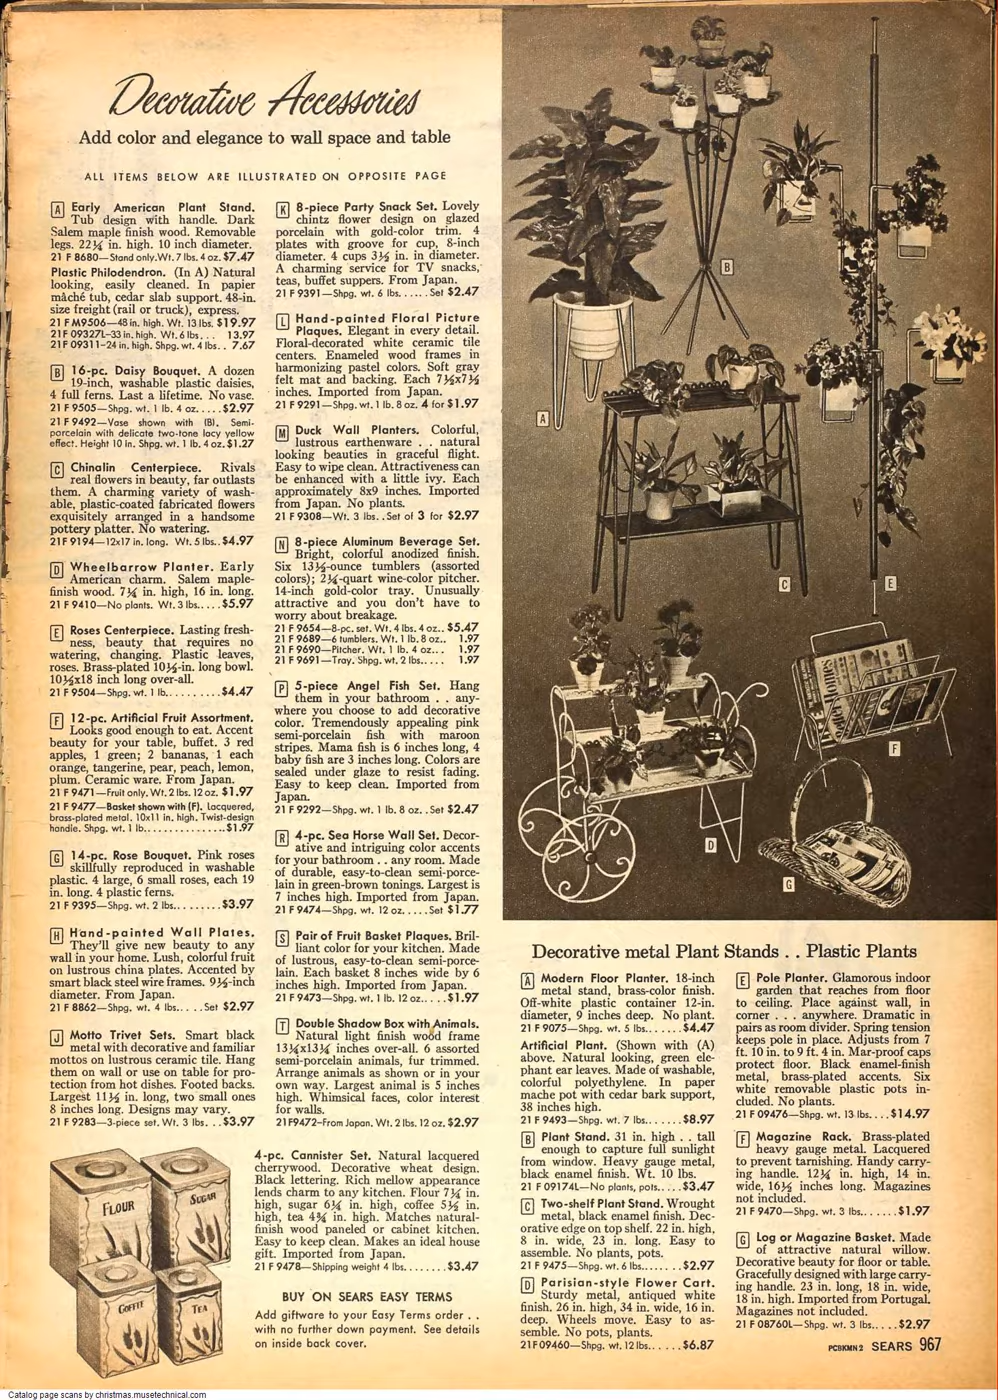 Decorative Accessories
Add color and elegance to wall space and table
ALL ITEMS BELOW ARE ILLUSTRATED ON OPPOSITE PAGE
A Early American Plant Stand.
Tub design with handle. Dark
Salem maple finish wood. Removable
legs. 22¼ in. high. 10 inch diameter.
21 F 8680—Stand only. Wt. 7 lbs. 4 oz. $7.47
Plastic Philodendron. (In A) Natural
looking, easily cleaned. In papier
mâché tub, cedar slab support. 48-in.
size freight (rail or truck), express.
21 F M9506—48 in. high. Wt. 13 lbs. $19.97
21 F 09327L—33 in. high. Wt. 6 lbs... 13.97
21 F 09311—24 in. high. Shpg. wt. 4 lbs.. 7.67
B 16-pc. Daisy Bouquet. A dozen
19-inch, washable plastic daisies,
4 full ferns. Last a lifetime. No vase.
21 F 9505—Shpg. wt. 1 lb. 4 oz.....$2.97
21 F 9492—Vase shown with (B). Semi-
porcelain with delicate two-tone lacy yellow
effect. Height 10 in. Shpg. wt. 1 lb. 4 oz. $1.27
C Chinalin Centerpiece. Rivals
real flowers in beauty, far outlasts
them. A charming variety of wash-
able, plastic-coated fabricated flowers
exquisitely arranged in a handsome
pottery platter. No watering.
21 F 9194—12x17 in. long. Wt. 5 lbs..$4.97
D Wheelbarrow Planter. Early
American charm. Salem maple-
finish wood. 7¼ in. high, 16 in. long.
21 F 9410—No plants. Wt. 3 lbs.....$5.97
E Roses Centerpiece. Lasting fresh-
ness, beauty that requires no
watering, changing. Plastic leaves,
roses. Brass-plated 10½-in. long bowl.
10½x18 inch long over-all.
21 F 9504—Shpg. wt. 1 lb..........$4.47
F 12-pc. Artificial Fruit Assortment.
Looks good enough to eat. Accent
beauty for your table, buffet. 3 red
apples, 1 green; 2 bananas, 1 each
orange, tangerine, pear, peach, lemon,
plum. Ceramic ware. From Japan.
21 F 9471—Fruit only. Wt. 2 lbs. 12 oz. $1.97
21 F 9477—Basket shown with (F). Lacquered,
brass-plated metal. 10x11 in. high. Twist-design
handle. Shpg. wt. 1 lb...............$1.97
G 14-pc. Rose Bouquet. Pink roses
skillfully reproduced in washable
plastic. 4 large, 6 small roses, each 19
in. long. 4 plastic ferns.
21 F 9395—Shpg. wt. 2 lbs.........$3.97
H Hand-painted Wall Plates.
They'll give new beauty to any
wall in your home. Lush, colorful fruit
on lustrous china plates. Accented by
smart black steel wire frames. 9½-inch
diameter. From Japan.
21 F 8862—Shpg. wt. 4 lbs.....Set $2.97
J Motto Trivet Sets. Smart black
metal with decorative and familiar
mottos on lustrous ceramic tile. Hang
them on wall or use on table for pro-
tection from hot dishes. Footed backs.
Largest 11½ in. long, two small ones
8 inches long. Designs may vary.
21 F 9283—3-piece set. Wt. 3 lbs. ..$3.97
K 8-piece Party Snack Set. Lovely
chintz flower design on glazed
porcelain with gold-color trim. 4
plates with groove for cup, 8-inch
diameter. 4 cups 3½ in. in diameter.
A charming service for TV snacks,
teas, buffet suppers. From Japan.
21 F 9391—Shpg. wt. 6 lbs......Set $2.47
L Hand-painted Floral Picture
Plaques. Elegant in every detail.
Floral-decorated white ceramic tile
centers. Enameled wood frames in
harmonizing pastel colors. Soft gray
felt mat and backing. Each 7½x7½
inches. Imported from Japan.
21 F 9291—Shpg. wt. 1 lb. 8 oz. 4 for $1.97
M Duck Wall Planters. Colorful,
lustrous earthenware . . natural
looking beauties in graceful flight.
Easy to wipe clean. Attractiveness can
be enhanced with a little ivy. Each
approximately 8x9 inches. Imported
from Japan. No plants.
21 F 9308—Wt. 3 lbs..Set of 3 for $2.97
N 8-piece Aluminum Beverage Set.
Bright, colorful anodized finish.
Six 13½-ounce tumblers (assorted
colors); 2¼-quart wine-color pitcher.
14-inch gold-color tray. Unusually
attractive and you don't have to
worry about breakage.
21 F 9654—8-pc. set. Wt. 4 lbs. 4 oz.. $5.47
21 F 9689—6 tumblers. Wt. 1 lb. 8 oz.. 1.97
21 F 9690—Pitcher. Wt. 1 lb. 4 oz... 1.97
21 F 9691—Tray. Shpg. wt. 2 lbs.... 1.97
P 5-piece Angel Fish Set. Hang
them in your bathroom . . any-
where you choose to add decorative
color. Tremendously appealing pink
semi-porcelain fish with maroon
stripes. Mama fish is 6 inches long, 4
baby fish are 3 inches long. Colors are
sealed under glaze to resist fading.
Easy to keep clean. Imported from
Japan.
21 F 9292—Shpg. wt. 1 lb. 8 oz. .Set $2.47
R 4-pc. Sea Horse Wall Set. Decor-
ative and intriguing color accents
for your bathroom . . any room. Made
of durable, easy-to-clean semi-porce-
lain in green-brown tonings. Largest is
7 inches high. Imported from Japan.
21 F 9474—Shpg. wt. 12 oz.....Set $1.77
S Pair of Fruit Basket Plaques. Bril-
liant color for your kitchen. Made
of lustrous, easy-to-clean semi-porce-
lain. Each basket 8 inches wide by 6
inches high. Imported from Japan.
21 F 9473—Shpg. wt. 1 lb. 12 oz.....$1.97
T Double Shadow Box with Animals.
Natural light finish wood frame
13¼x13¼ inches over-all. 6 assorted
semi-porcelain animals, fur trimmed.
Arrange animals as shown or in your
own way. Largest animal is 5 inches
high. Whimsical faces, color interest
for walls.
21F9472—From Japan. Wt. 2 lbs. 12 oz. $2.97
FLOUR
SUGAR
COFFEE
TEA
4-pc. Cannister Set. Natural lacquered
cherrywood. Decorative wheat design.
Black lettering. Rich mellow appearance
lends charm to any kitchen. Flour 7¼ in.
high, sugar 6¼ in. high, coffee 5½ in.
high, tea 4¾ in. high. Matches natural-
finish wood paneled or cabinet kitchen.
Easy to keep clean. Makes an ideal house
gift. Imported from Japan.
21 F 9478—Shipping weight 4 lbs........$3.47
BUY ON SEARS EASY TERMS
Add giftware to your Easy Terms order . .
with no further down payment. See details
on inside back cover.
A
B
C
D
E
F
G
Decorative metal Plant Stands . . Plastic Plants
A Modern Floor Planter. 18-inch
metal stand, brass-color finish.
Off-white plastic container 12-in.
diameter, 9 inches deep. No plant.
21 F 9075—Shpg. wt. 5 lbs.......$4.47
Artificial Plant. (Shown with (A)
above. Natural looking, green ele-
phant ear leaves. Made of washable,
colorful polyethylene. In paper
mache pot with cedar bark support,
38 inches high.
21 F 9493—Shpg. wt. 7 lbs.......$8.97
B Plant Stand. 31 in. high . . tall
enough to capture full sunlight
from window. Heavy gauge metal,
black enamel finish. Wt. 10 lbs.
21 F 09174L—No plants, pots....$3.47
C Two-shelf Plant Stand. Wrought
metal, black enamel finish. Dec-
orative edge on top shelf. 22 in. high,
8 in. wide, 23 in. long. Easy to
assemble. No plants, pots.
21 F 9475—Shpg. wt. 6 lbs.......$2.97
D Parisian-style Flower Cart.
Sturdy metal, antiqued white
finish. 26 in. high, 34 in. wide, 16 in.
deep. Wheels move. Easy to as-
semble. No pots, plants.
21 F 09460—Shpg. wt. 12 lbs......$6.87
E Pole Planter. Glamorous indoor
garden that reaches from floor
to ceiling. Place against wall, in
corner . . . anywhere. Dramatic in
pairs as room divider. Spring tension
keeps pole in place. Adjusts from 7
ft. 10 in. to 9 ft. 4 in. Mar-proof caps
protect floor. Black enamel-finish
metal, brass-plated accents. Six
white removable plastic pots in-
cluded. No plants.
21 F 09476—Shpg. wt. 13 lbs....$14.97
F Magazine Rack. Brass-plated
heavy gauge metal. Lacquered
to prevent tarnishing. Handy carry-
ing handle. 12¼ in. high, 14 in.
wide, 16½ inches long. Magazines
not included.
21 F 9470—Shpg. wt. 3 lbs......$1.97
G Log or Magazine Basket. Made
of attractive natural willow.
Decorative beauty for floor or table.
Gracefully designed with large carry-
ing handle. 23 in. long, 18 in. wide,
18 in. high. Imported from Portugal.
Magazines not included.
21 F 08760L—Shpg. wt. 3 lbs.....$2.97
PCBKMN2 SEARS 967
Catalog page scans by christmas.musetechnical.com